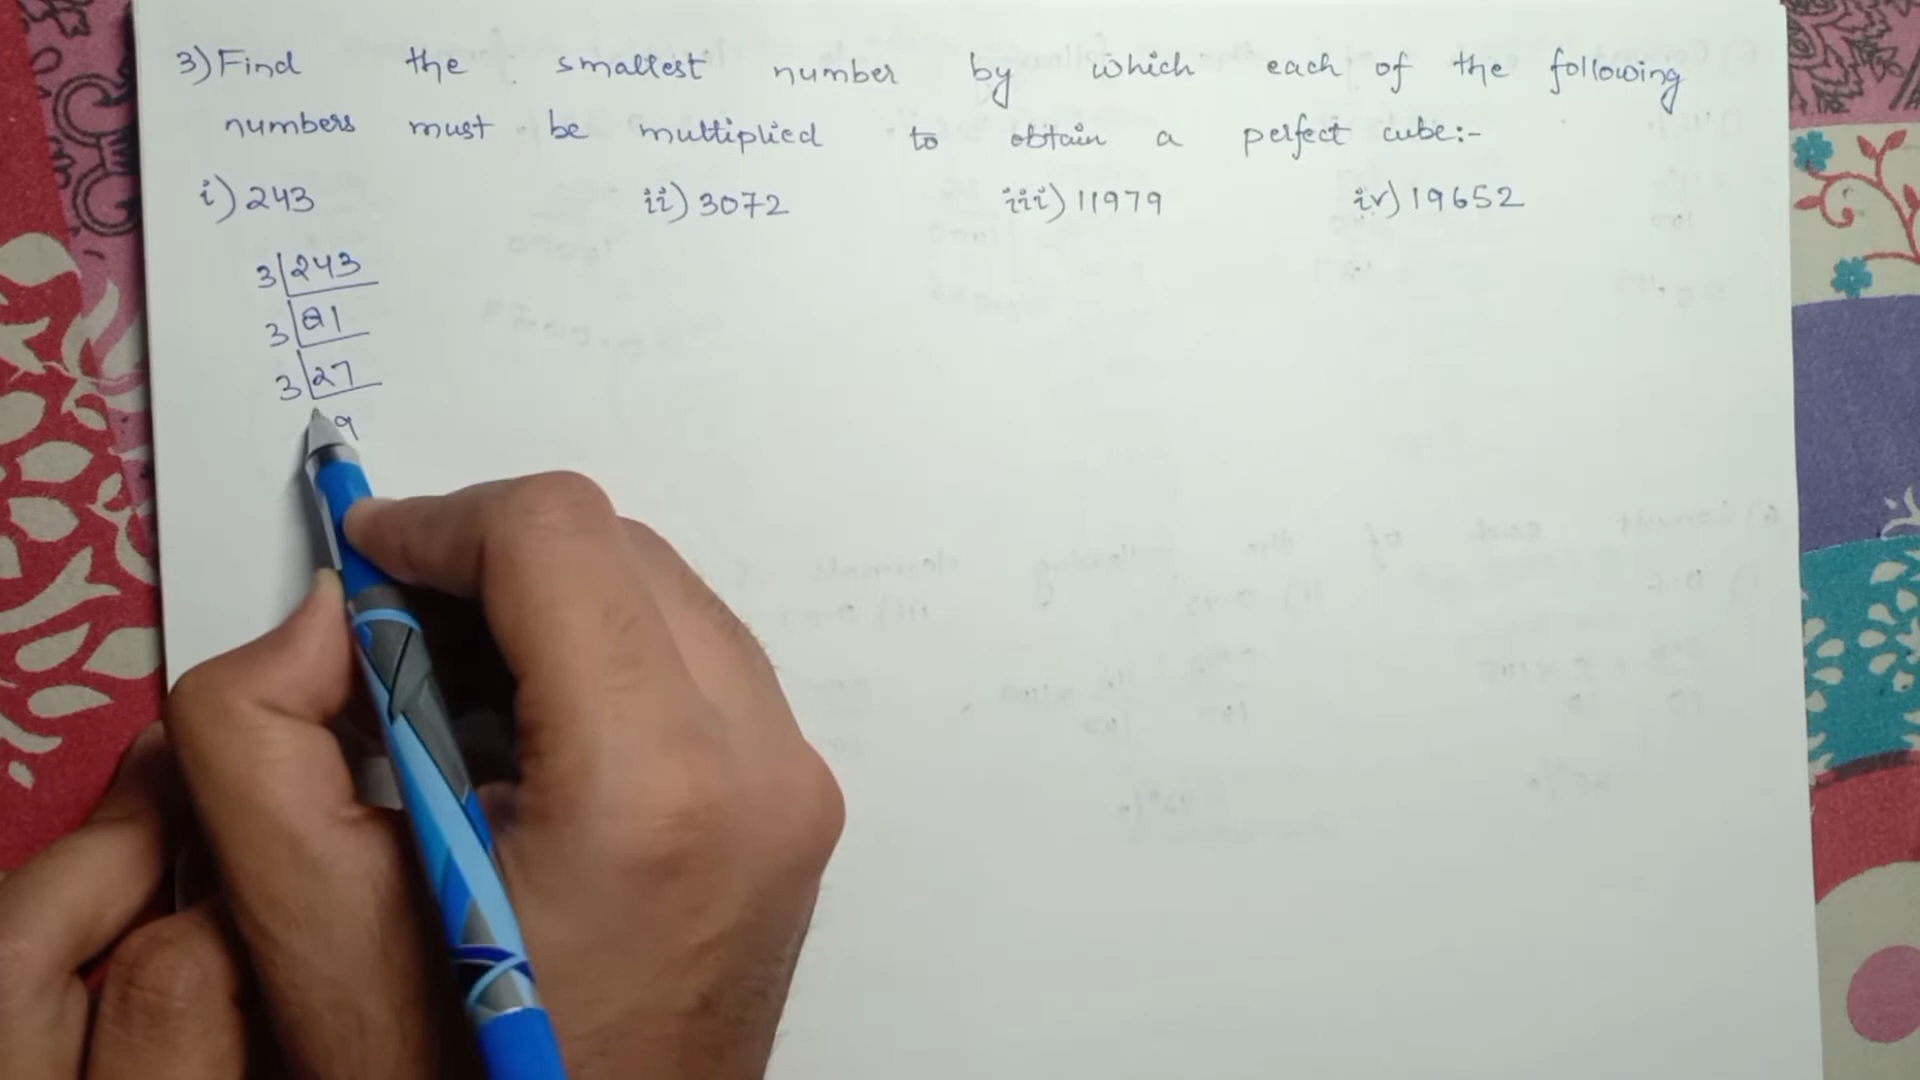 3) Find the smallest number by which each of the following
numbers must be multiplied to obtain a perfect cube:-
i) 243 ii) 3072 iii) 11979 iv) 19652
3 | 243
3 | 81
3 | 27
9